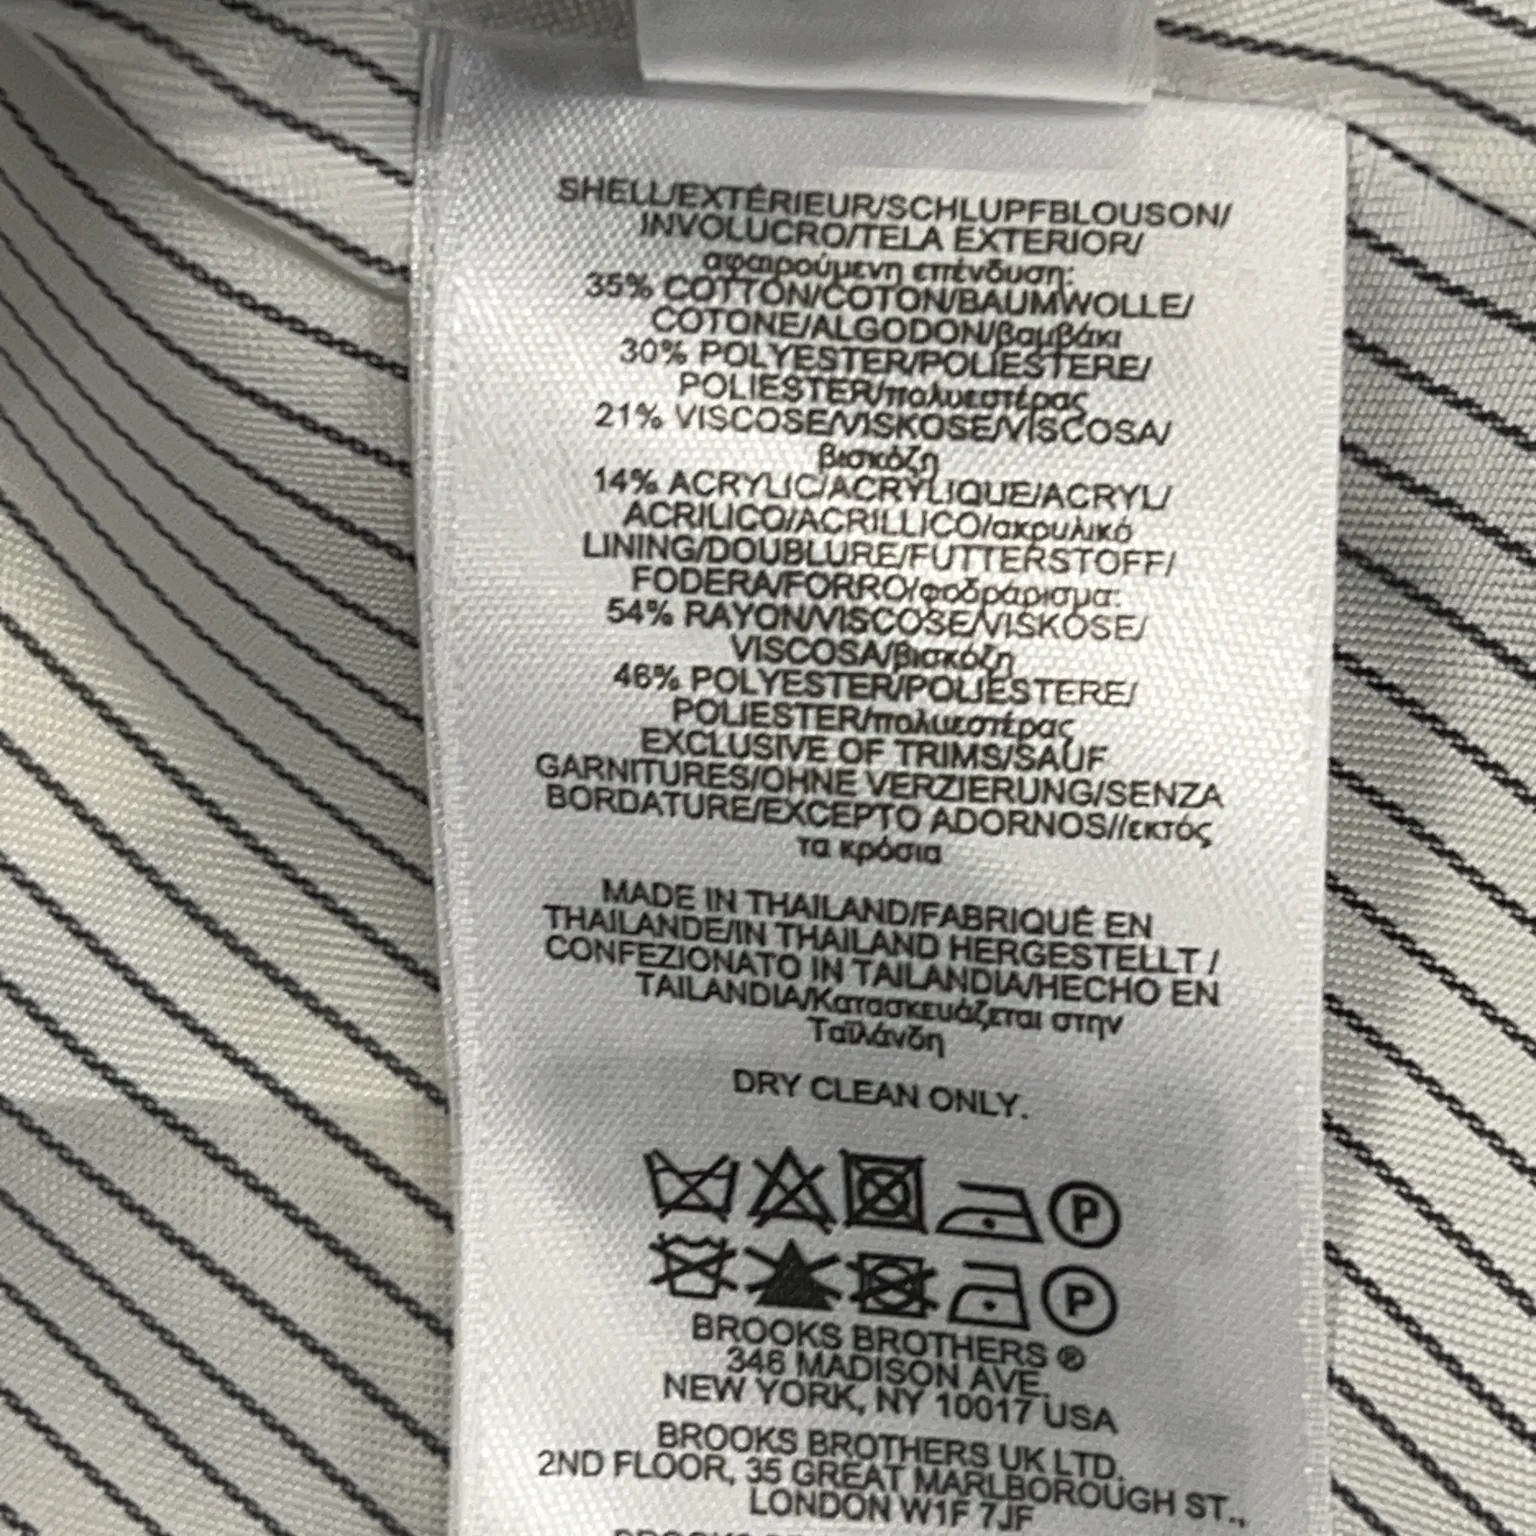 SHELL/EXTÉRIEUR/SCHLUPFBLOUSON/
INVOLUCRO/TELA EXTERIOR/
αφαιρούμενη επένδυση:
35% COTTON/COTON/BAUMWOLLE/
COTONE/ALGODON/βαμβάκι
30% POLYESTER/POLIESTERE/
POLIESTER/πολυεστέρας
21% VISCOSE/VISKOSE/VISCOSA/
βισκόζη
14% ACRYLIC/ACRYLIQUE/ACRYL/
ACRILICO/ACRILLICO/ακρυλικό
LINING/DOUBLURE/FUTTERSTOFF/
FODERA/FORRO/φοδράρισμα:
54% RAYON/VISCOSE/VISKOSE/
VISCOSA/βισκόζη
46% POLYESTER/POLIESTERE/
POLIESTER/πολυεστέρας
EXCLUSIVE OF TRIMS/SAUF
GARNITURES/OHNE VERZIERUNG/SENZA
BORDATURE/EXCEPTO ADORNOS//εκτός
τα κρόσια
MADE IN THAILAND/FABRIQUÉ EN
THAILANDE/IN THAILAND HERGESTELLT /
CONFEZIONATO IN TAILANDIA/HECHO EN
TAILANDIA/Κατασκευάζεται στην
Ταϊλάνδη
DRY CLEAN ONLY.
P
P
BROOKS BROTHERS ®
346 MADISON AVE.
NEW YORK, NY 10017 USA
BROOKS BROTHERS UK LTD.
2ND FLOOR, 35 GREAT MARLBOROUGH ST.,
LONDON W1F 7JF